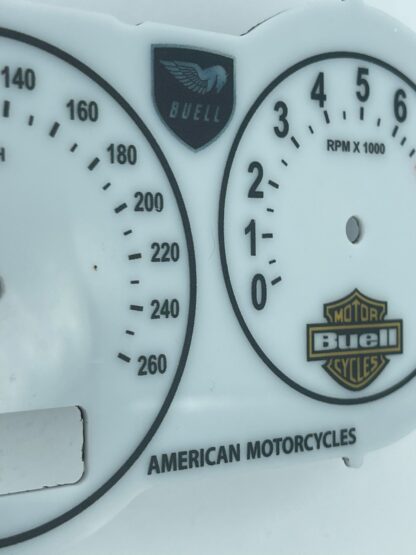 140
160
180
200
220
240
260
H
BUELL
0
1
2
3
4
5
6
RPM X 1000
MOTOR
Buell
CYCLES
AMERICAN MOTORCYCLES